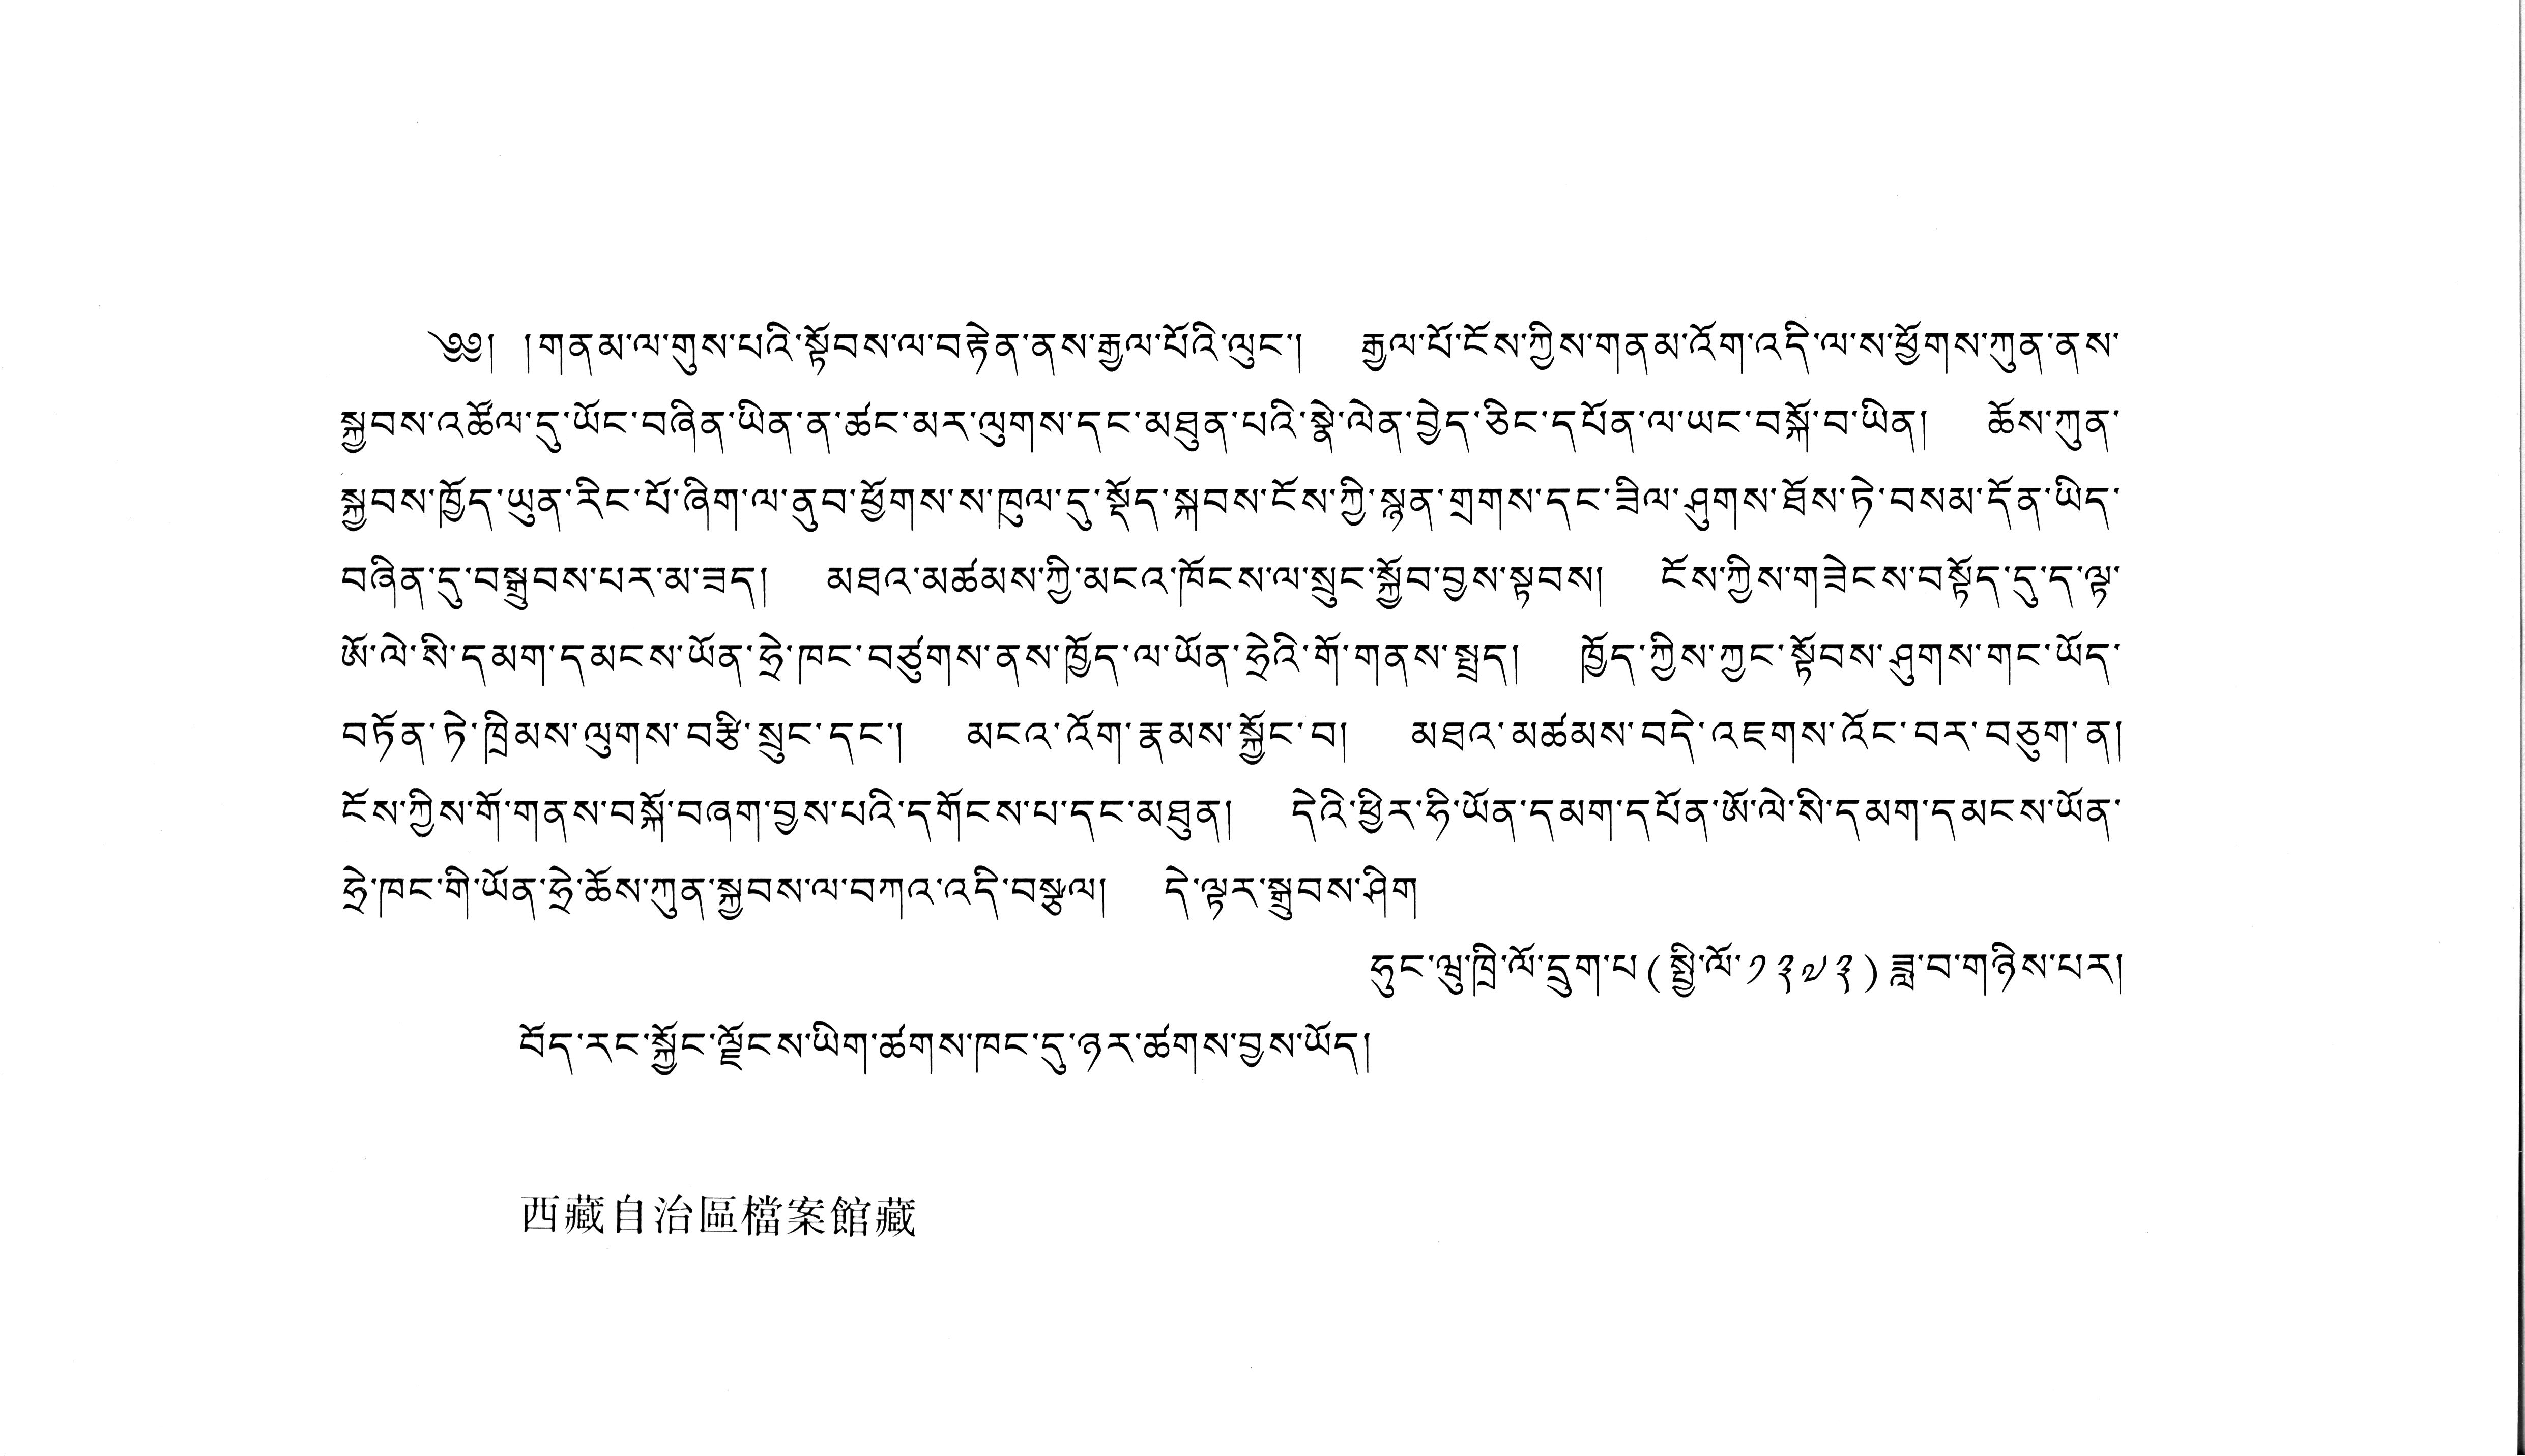 ༄༅། །གནམ་ལ་གུས་པའི་སྟོབས་ལ་བརྟེན་ནས་རྒྱལ་པོའི་ལུང་། རྒྱལ་པོ་ངོས་ཀྱིས་གནམ་འོག་འདི་ལ་ས་ཕྱོགས་ཀུན་ནས་
སྐྱབས་འཚོལ་དུ་ཡོང་བཞིན་ཡིན་ན་ཚང་མར་ལུགས་དང་མཐུན་པའི་སྣེ་ལེན་བྱེད་ཅིང་དཔོན་ལ་ཡང་བསྐོ་བ་ཡིན། ཆོས་ཀུན་
སྐྱབས་ཁྱོད་ཡུན་རིང་པོ་ཞིག་ལ་ནུབ་ཕྱོགས་ས་ཁུལ་དུ་སྡོད་སྐབས་ངོས་ཀྱི་སྙན་གྲགས་དང་ཟིལ་ཤུགས་ཐོས་ཏེ་བསམ་དོན་ཡིད་
བཞིན་དུ་བསྒྲུབས་པར་མ་ཟད། མཐའ་མཚམས་ཀྱི་མངའ་ཁོངས་ལ་སྲུང་སྐྱོབ་བྱས་སྟབས། ངོས་ཀྱིས་གཟེངས་བསྟོད་དུ་ད་ལྟ་
ཨོ་ལེ་སི་དམག་དམངས་ཡོན་ཧྲེ་ཁང་བཙུགས་ནས་ཁྱོད་ལ་ཡོན་ཧྲེའི་གོ་གནས་སྤྲད། ཁྱོད་ཀྱིས་ཀྱང་སྟོབས་ཤུགས་གང་ཡོད་
བཏོན་ཏེ་ཁྲིམས་ལུགས་བརྩི་སྲུང་དང་། མངའ་འོག་རྣམས་སྐྱོང་བ། མཐའ་མཚམས་བདེ་འཇགས་འོང་བར་བཅུག་ན།
ངོས་ཀྱིས་གོ་གནས་བསྐོ་བཞག་བྱས་པའི་དགོངས་པ་དང་མཐུན། དེའི་ཕྱིར་ཧི་ཡོན་དམག་དཔོན་ཨོ་ལེ་སི་དམག་དམངས་ཡོན་
ཧྲེ་ཁང་གི་ཡོན་ཧྲེ་ཆོས་ཀུན་སྐྱབས་ལ་བཀའ་འདི་བསྩལ། དེ་ལྟར་སྒྲུབས་ཤིག
ཧུང་ཝུ་ཁྲི་ལོ་དྲུག་པ(སྤྱི་ལོ་༡༣༧༣)ཟླ་བ་གཉིས་པར།
བོད་རང་སྐྱོང་ལྗོངས་ཡིག་ཚགས་ཁང་དུ་ཉར་ཚགས་བྱས་ཡོད།
西藏自治區檔案館藏